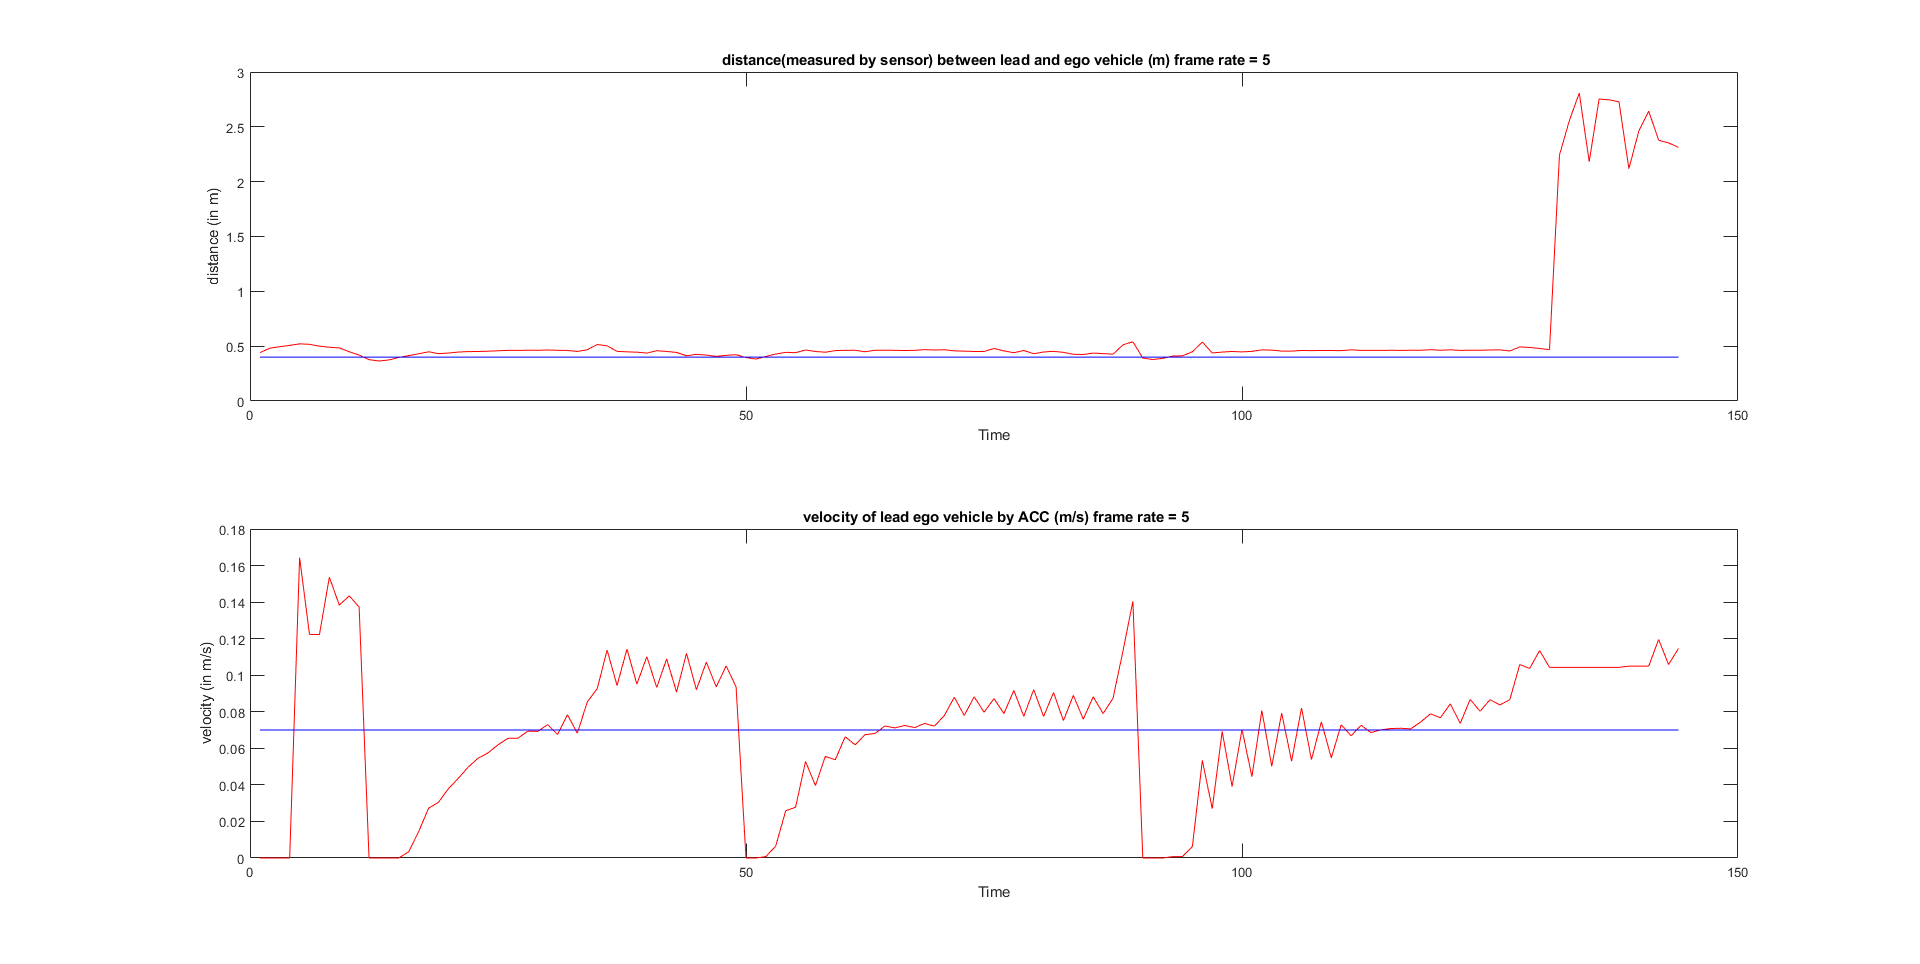 distance(measured by sensor) between lead and ego vehicle (m) frame rate = 5
3
2.5
2
1.5
1
0.5
0
distance (in m)
0 50 100 150
Time
velocity of lead ego vehicle by ACC (m/s) frame rate = 5
0.18
0.16
0.14
0.12
0.1
0.08
0.06
0.04
0.02
0
velocity (in m/s)
0 50 100 150
Time